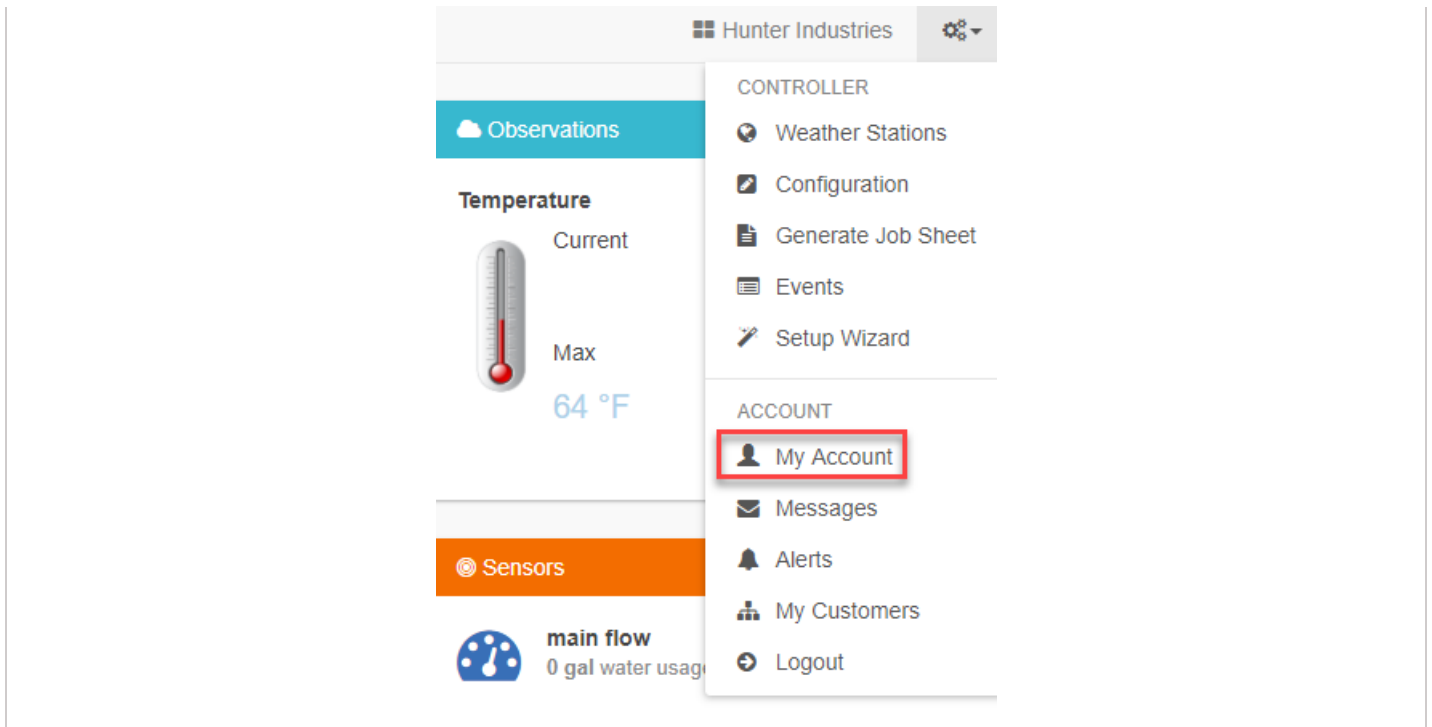 Hunter Industries
Observations
Temperature
Current
Max
64 °F
Sensors
main flow
0 gal water usag
CONTROLLER
Weather Stations
Configuration
Generate Job Sheet
Events
Setup Wizard
ACCOUNT
My Account
Messages
Alerts
My Customers
Logout